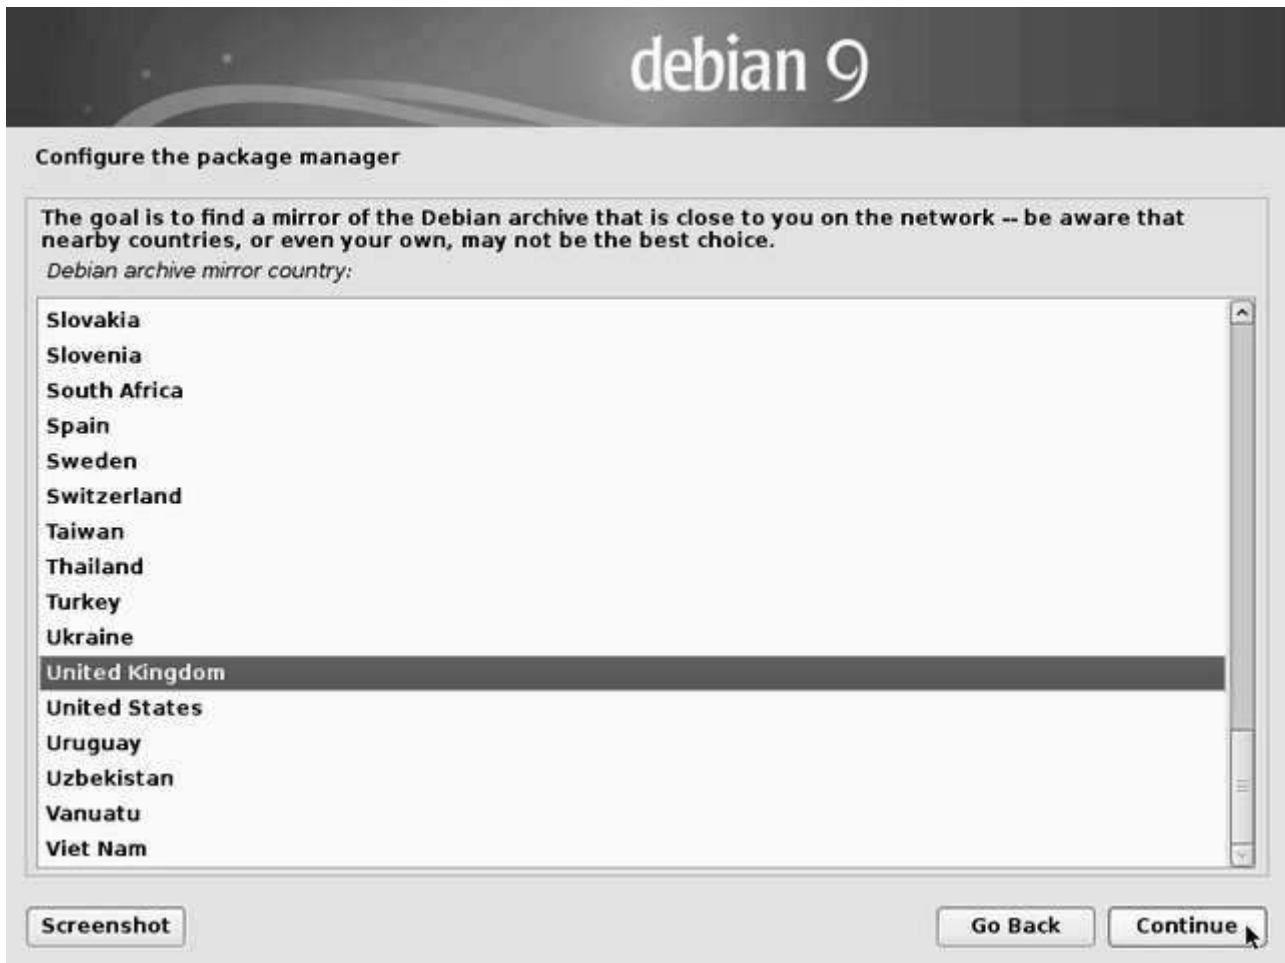 debian 9
Configure the package manager
The goal is to find a mirror of the Debian archive that is close to you on the network -- be aware that
nearby countries, or even your own, may not be the best choice.
Debian archive mirror country:
Slovakia
Slovenia
South Africa
Spain
Sweden
Switzerland
Taiwan
Thailand
Turkey
Ukraine
United Kingdom
United States
Uruguay
Uzbekistan
Vanuatu
Viet Nam
Screenshot
Go Back
Continue